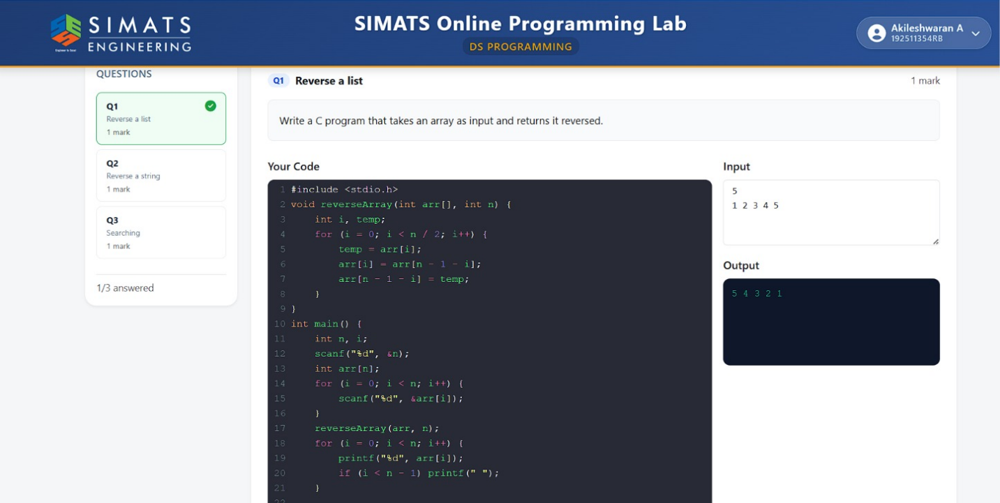 SIMATS
ENGINEERING
Engineer to Excel
SIMATS Online Programming Lab
DS PROGRAMMING
Akileshwaran A
192511354RB
QUESTIONS
Q1
Reverse a list
1 mark
Q2
Reverse a string
1 mark
Q3
Searching
1 mark
1/3 answered
Q1 Reverse a list
1 mark
Write a C program that takes an array as input and returns it reversed.
Your Code
1 #include <stdio.h>
2 void reverseArray(int arr[], int n) {
3     int i, temp;
4     for (i = 0; i < n / 2; i++) {
5         temp = arr[i];
6         arr[i] = arr[n - 1 - i];
7         arr[n - 1 - i] = temp;
8     }
9 }
10 int main() {
11     int n, i;
12     scanf("%d", &n);
13     int arr[n];
14     for (i = 0; i < n; i++) {
15         scanf("%d", &arr[i]);
16     }
17     reverseArray(arr, n);
18     for (i = 0; i < n; i++) {
19         printf("%d", arr[i]);
20         if (i < n - 1) printf(" ");
21     }
22
Input
5
1 2 3 4 5
Output
5 4 3 2 1